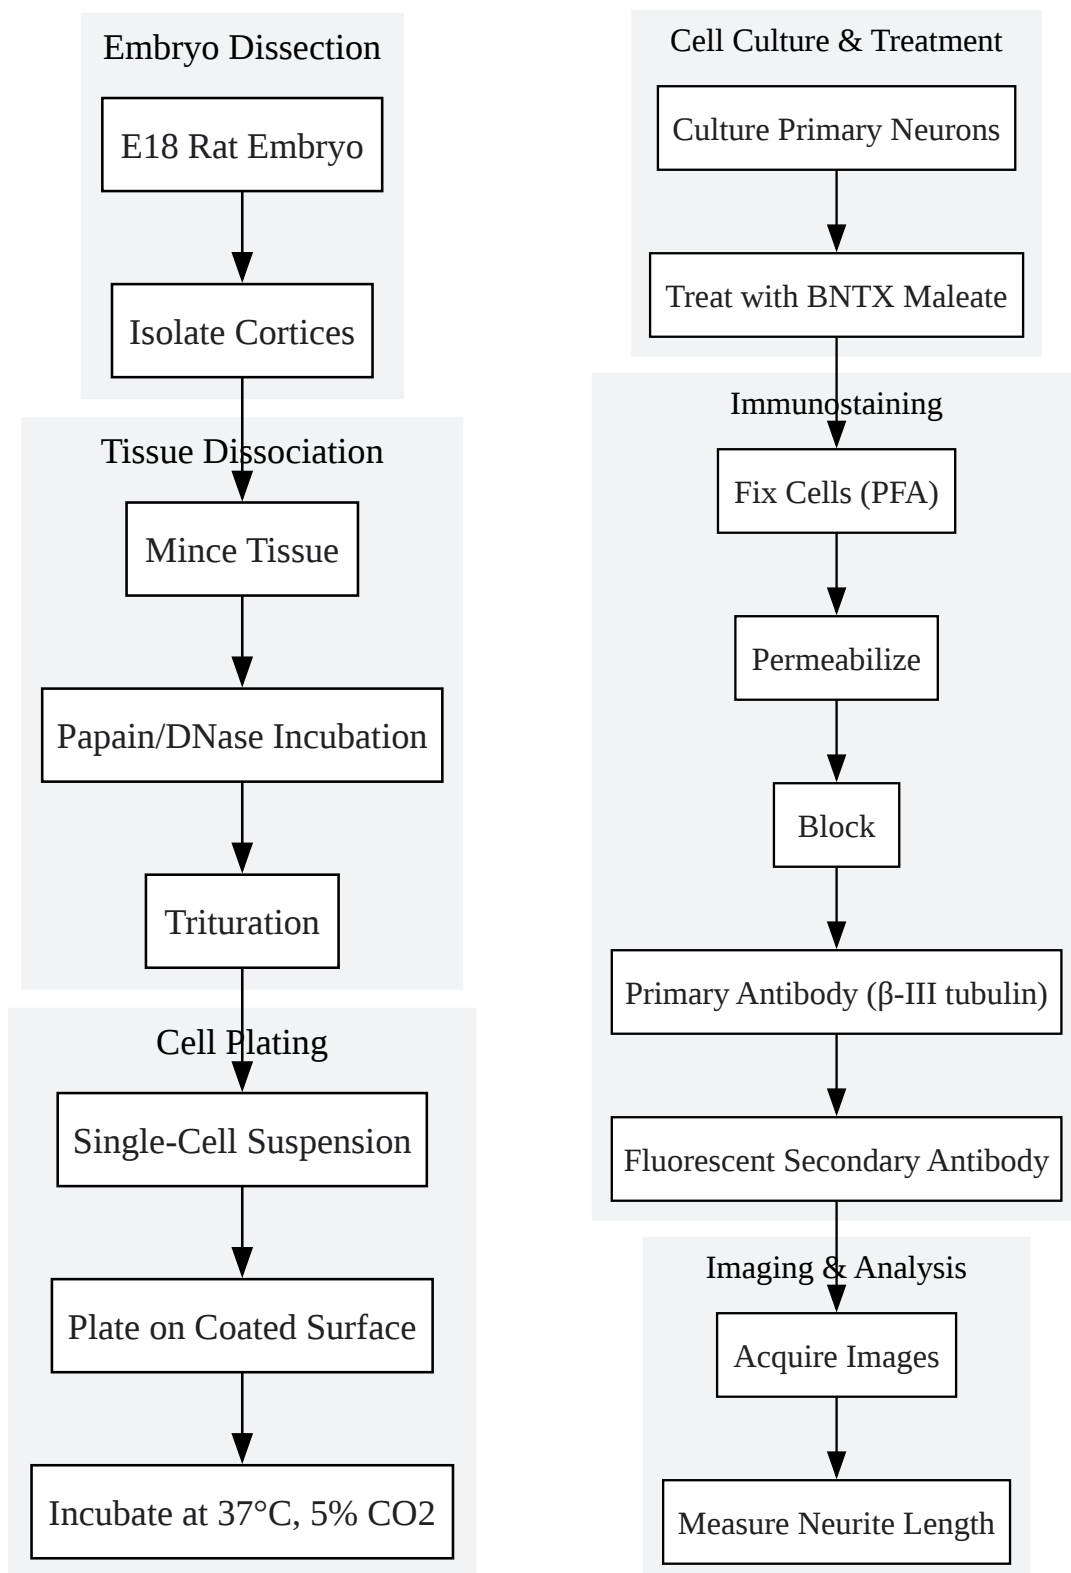 Embryo Dissection
E18 Rat Embryo
Isolate Cortices
Tissue Dissociation
Mince Tissue
Papain/DNase Incubation
Trituration
Cell Plating
Single-Cell Suspension
Plate on Coated Surface
Incubate at 37°C, 5% CO2
Cell Culture & Treatment
Culture Primary Neurons
Treat with BNTX Maleate
Immunostaining
Fix Cells (PFA)
Permeabilize
Block
Primary Antibody (β-III tubulin)
Fluorescent Secondary Antibody
Imaging & Analysis
Acquire Images
Measure Neurite Length